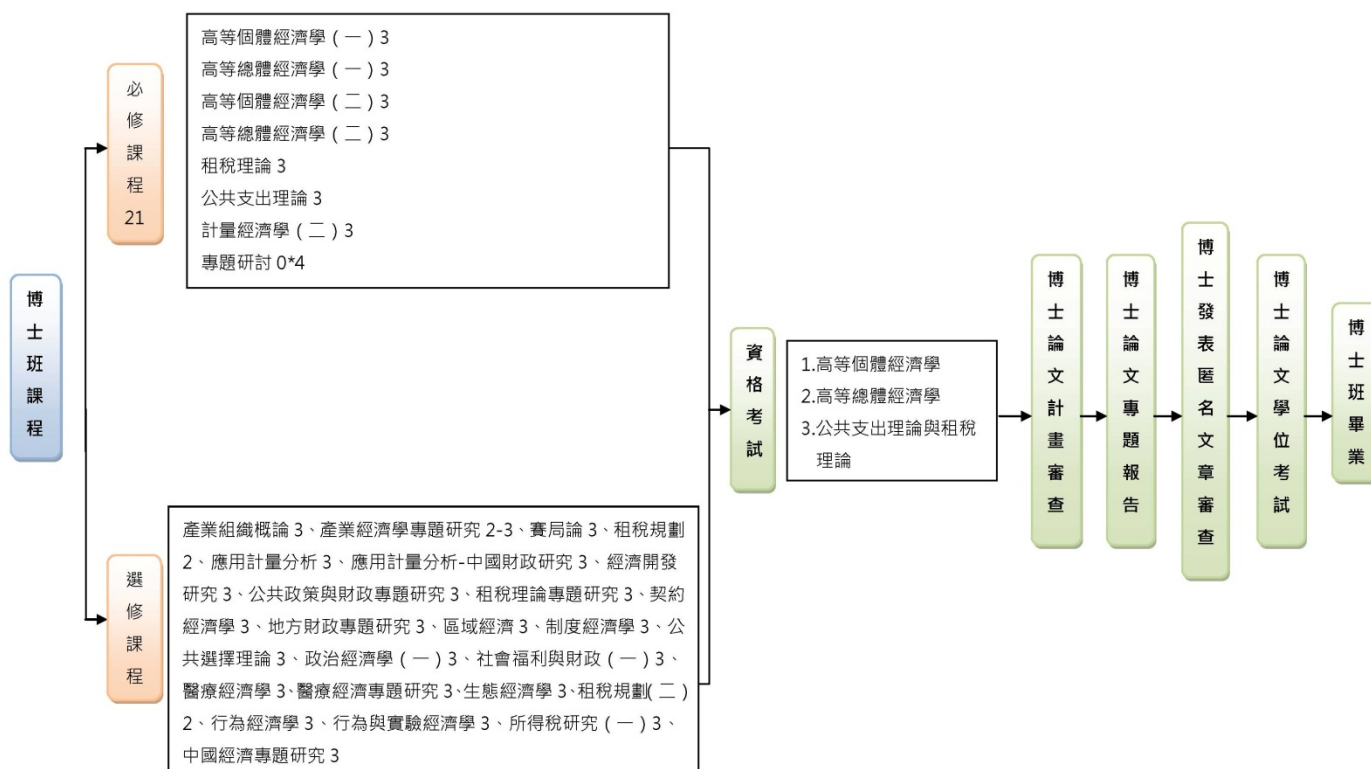 博士班課程
必修課程
21
高等個體經濟學(一)3
高等總體經濟學(一)3
高等個體經濟學(二)3
高等總體經濟學(二)3
租稅理論 3
公共支出理論 3
計量經濟學(二)3
專題研討 0*4
選修課程
產業組織概論 3、產業經濟學專題研究 2-3、賽局論 3、租稅規劃
2、應用計量分析 3、應用計量分析-中國財政研究 3、經濟開發
研究 3、公共政策與財政專題研究 3、租稅理論專題研究 3、契約
經濟學 3、地方財政專題研究 3、區域經濟 3、制度經濟學 3、公
共選擇理論 3、政治經濟學(一)3、社會福利與財政(一)3、
醫療經濟學 3、醫療經濟專題研究 3、生態經濟學 3、租稅規劃(二)
2、行為經濟學 3、行為與實驗經濟學 3、所得稅研究(一)3、
中國經濟專題研究 3
資格考試
1.高等個體經濟學
2.高等總體經濟學
3.公共支出理論與租稅
理論
博士論文計畫審查
博士論文專題報告
博士發表匿名文章審查
博士論文學位考試
博士班畢業